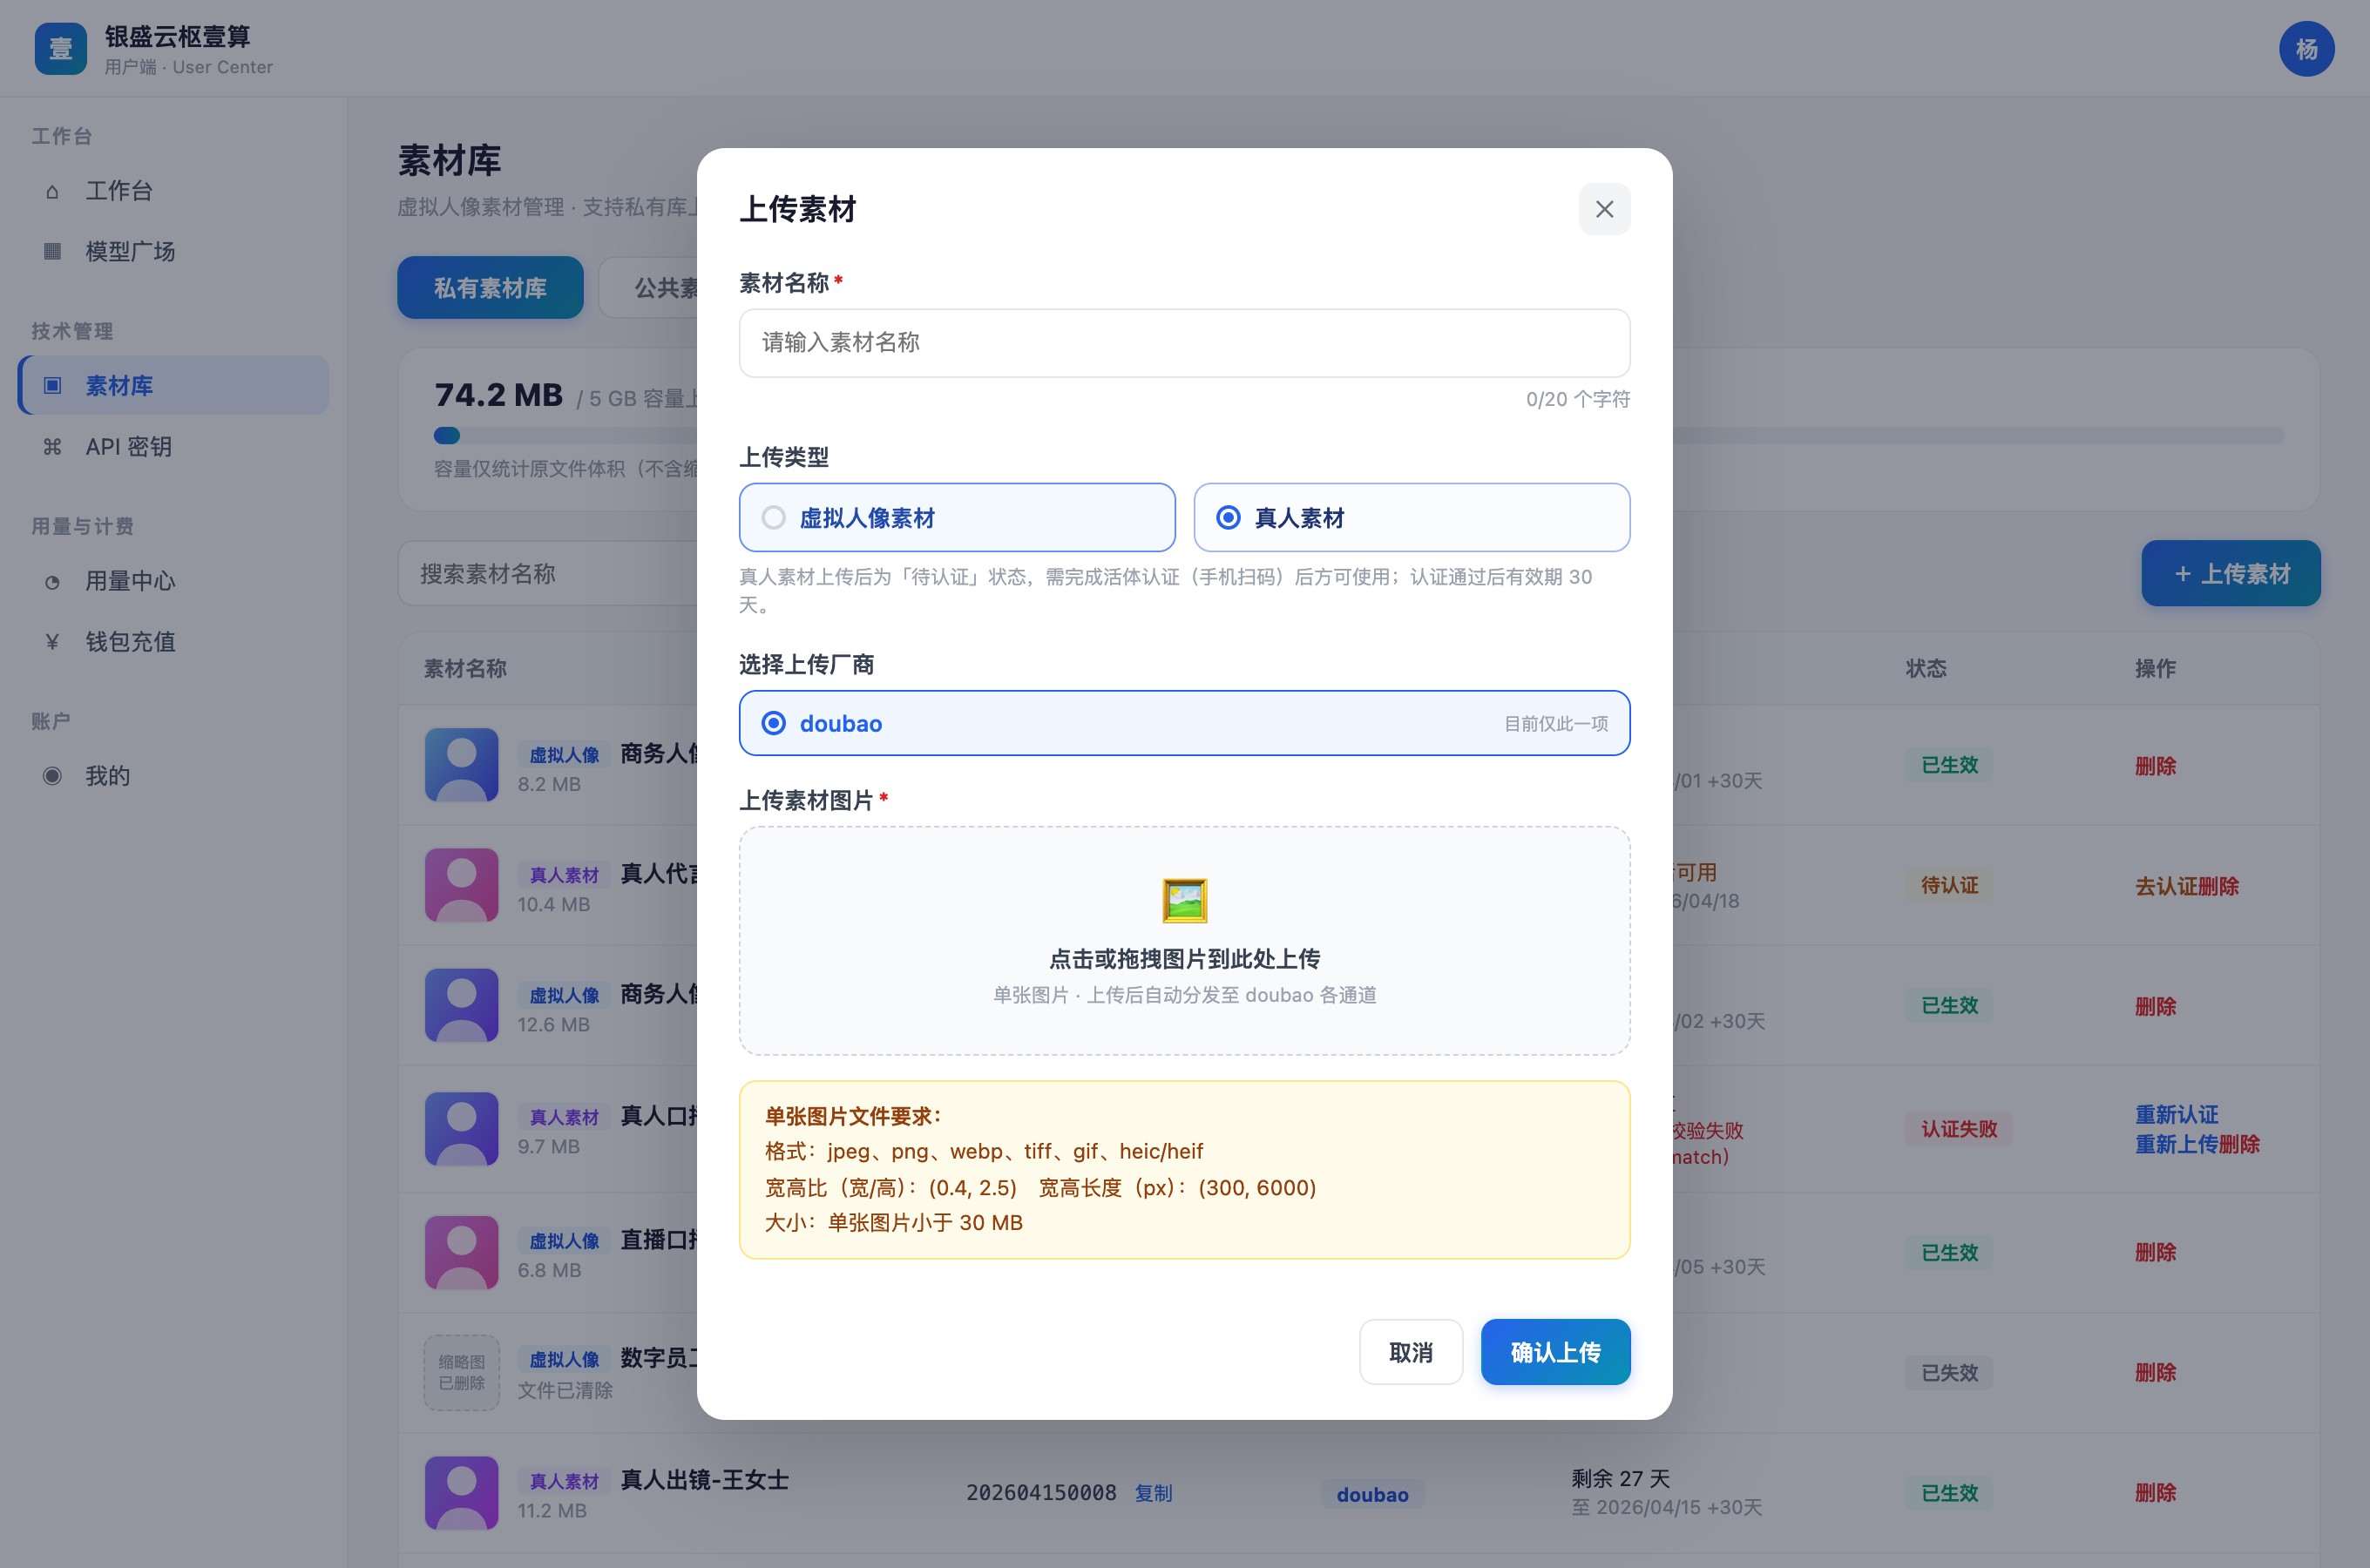 壹
银盛云枢壹算
用户端 · User Center
杨
工作台
工作台
模型广场
技术管理
素材库
API 密钥
用量与计费
用量中心
¥ 钱包充值
账户
我的
素材库
虚拟人像素材管理 · 支持私有库
私有素材库
公共素
74.2 MB / 5 GB 容量上
容量仅统计原文件体积（不含缩
搜索素材名称
+ 上传素材
素材名称
状态
操作
虚拟人像 商务人像
8.2 MB
/01 +30天
已生效
删除
真人素材 真人代言
10.4 MB
可用
6/04/18
待认证
去认证删除
虚拟人像 商务人像
12.6 MB
/02 +30天
已生效
删除
真人素材 真人口播
9.7 MB
校验失败
match)
认证失败
重新认证
重新上传删除
虚拟人像 直播口播
6.8 MB
/05 +30天
已生效
删除
缩略图
已删除
虚拟人像 数字员工
文件已清除
已失效
删除
真人素材 真人出镜-王女士
11.2 MB
202604150008 复制
doubao
剩余 27 天
至 2026/04/15 +30天
已生效
删除
上传素材
素材名称*
请输入素材名称
0/20 个字符
上传类型
虚拟人像素材
真人素材
真人素材上传后为「待认证」状态，需完成活体认证（手机扫码）后方可使用；认证通过后有效期 30
天。
选择上传厂商
doubao
目前仅此一项
上传素材图片*
点击或拖拽图片到此处上传
单张图片 · 上传后自动分发至 doubao 各通道
单张图片文件要求：
格式：jpeg、png、webp、tiff、gif、heic/heif
宽高比（宽/高）：(0.4, 2.5) 宽高长度（px）：(300, 6000)
大小：单张图片小于 30 MB
取消
确认上传